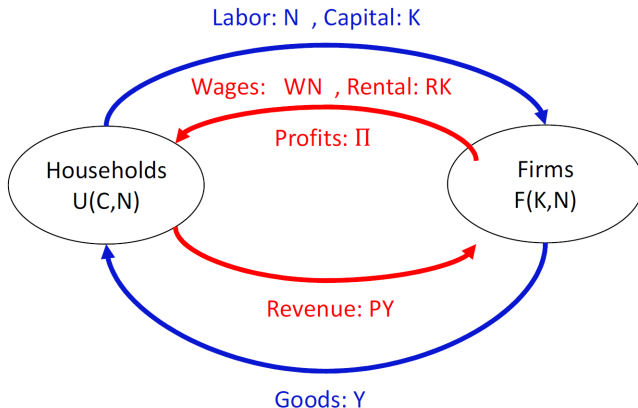 Labor: N , Capital: K
Wages: WN , Rental: RK
Profits: Π
Households
U(C,N)
Firms
F(K,N)
Revenue: PY
Goods: Y